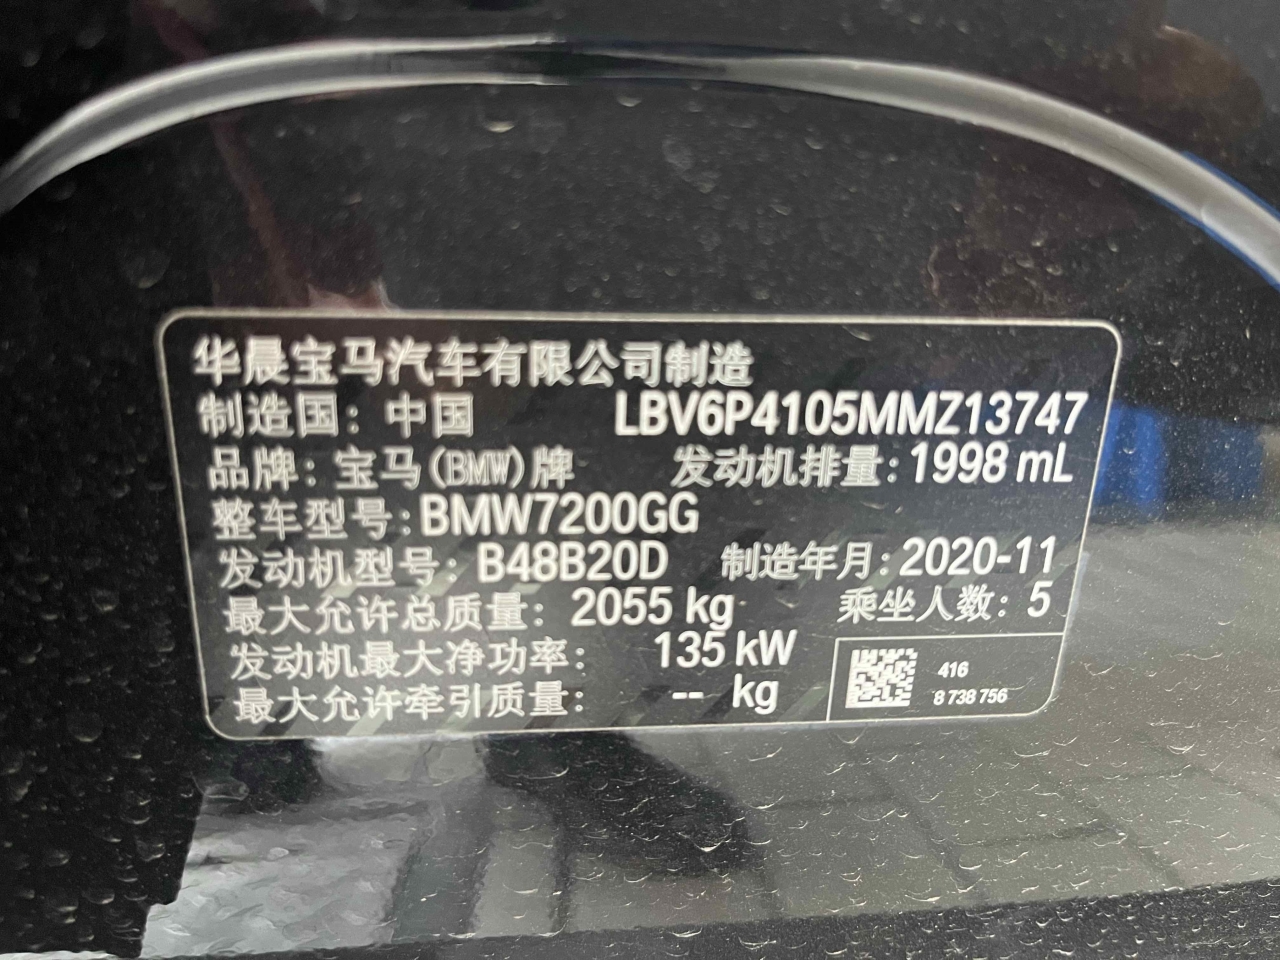 华晨宝马汽车有限公司制造
制造国：中国 LBV6P4105MMZ13747
品牌：宝马(BMW)牌 发动机排量：1998 mL
整车型号：BMW7200GG
发动机型号：B48B20D 制造年月：2020-11
最大允许总质量：2055 kg 乘坐人数：5
发动机最大净功率： 135 kW
最大允许牵引质量： -- kg
416
8 738 756